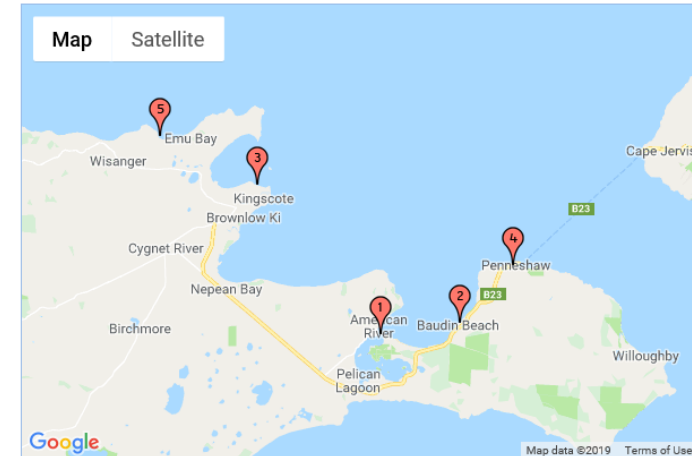 Map Satellite
5
Emu Bay
Wisanger
3
Cape Jervis
Kingscote
B23
Brownlow Ki
4
Cygnet River
Penneshaw
Nepean Bay
B23
2
1
American
River
Baudin Beach
Birchmore
Willoughby
Pelican
Lagoon
Google
Map data ©2019 Terms of Use